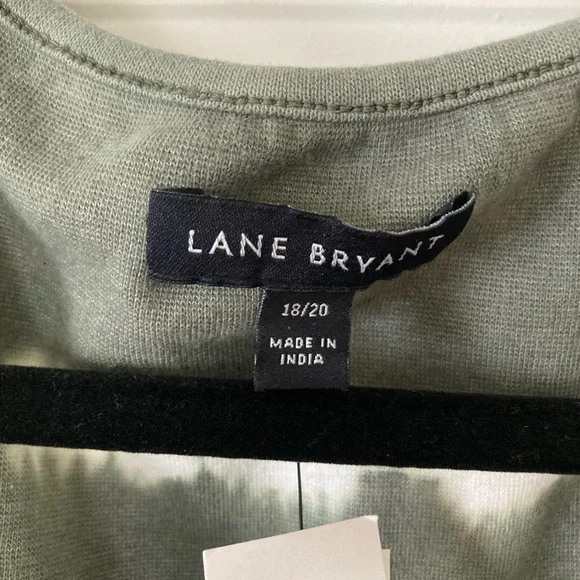 LANE BRYANT
18/20
MADE IN
INDIA